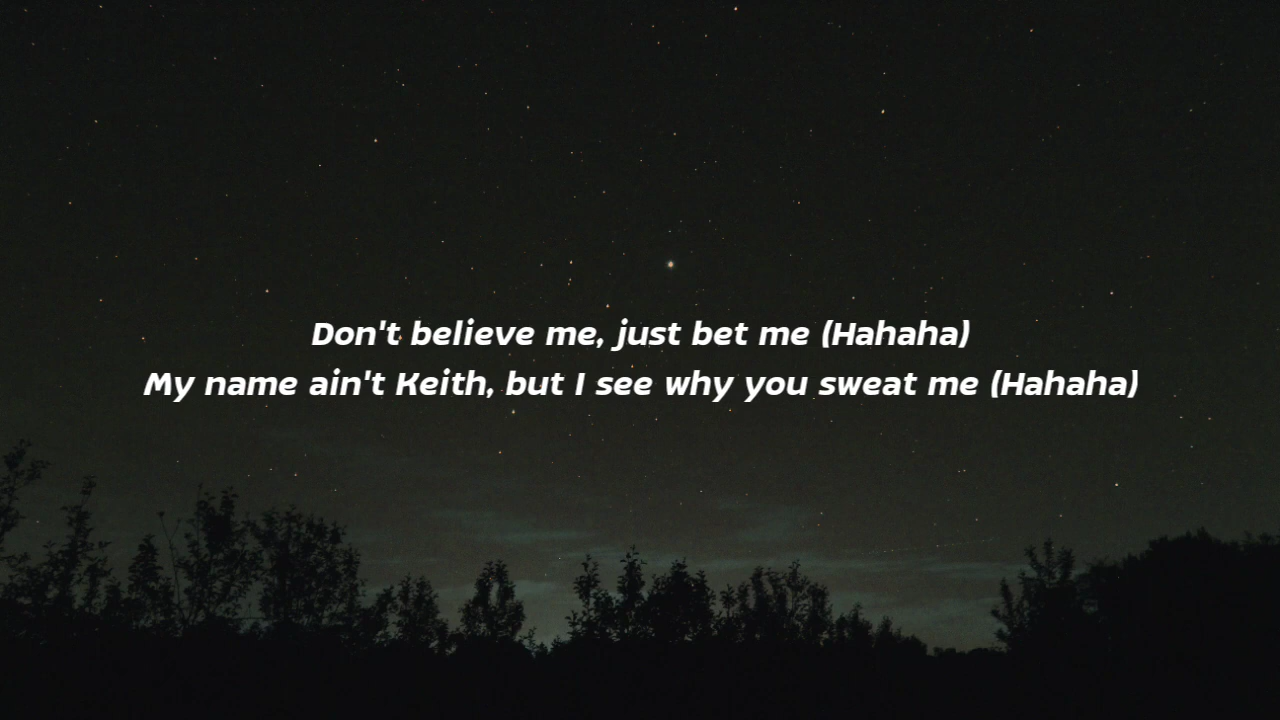 Don't believe me, just bet me (Hahaha)
My name ain't Keith, but I see why you sweat me (Hahaha)